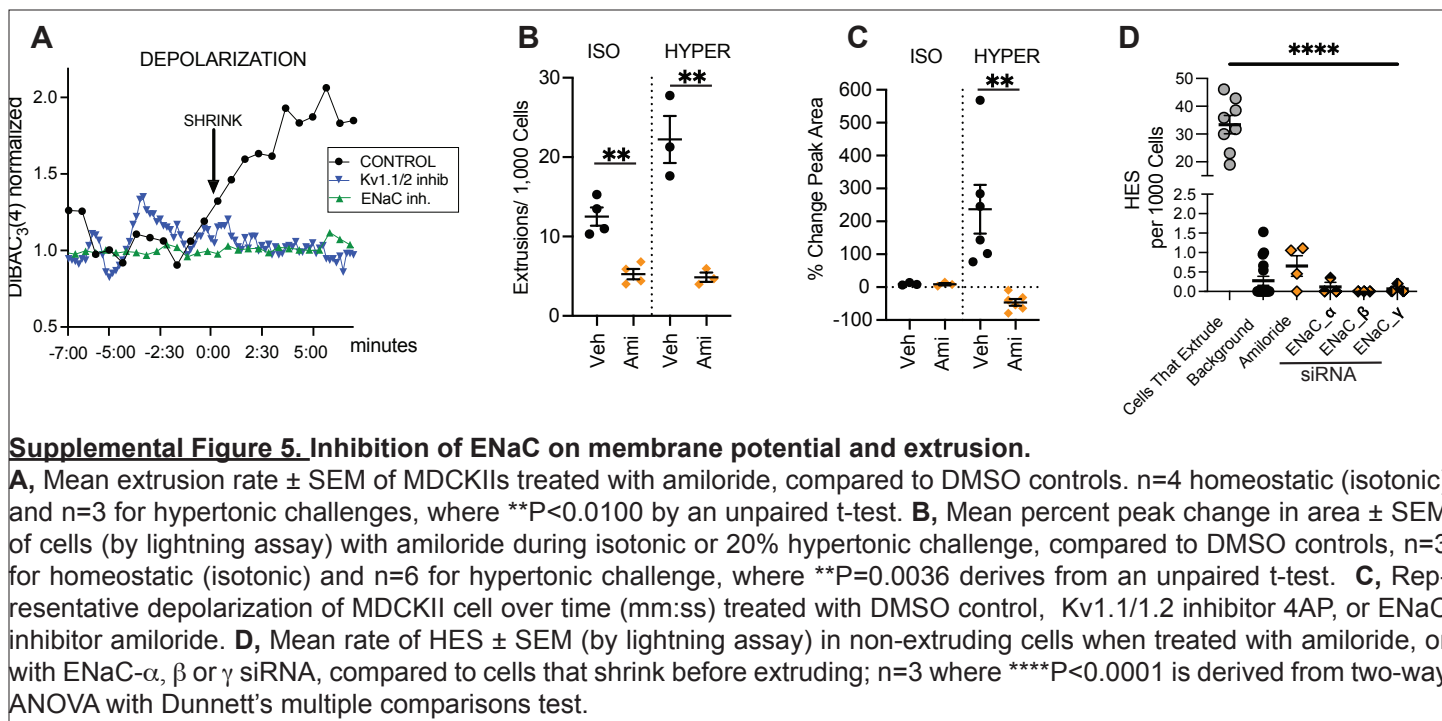 A
DEPOLARIZATION
DIBAC3(4) normalized
2.0
1.5
1.0
0.5
SHRINK
CONTROL
Kv1.1/2 inhib
ENaC inh.
-7:00 -5:00 -2:30 0:00 2:30 5:00 minutes
B
ISO HYPER
Extrusions/ 1,000 Cells
30
20
10
0
** **
Veh Ami Veh Ami
C
ISO HYPER
% Change Peak Area
600
500
400
300
200
100
0
-100
**
Veh Ami Veh Ami
D
****
HES
per 1000 Cells
50
40
30
20
2.5
2.0
1.5
1.0
0.5
0.0
Cells That Extrude
Background
Amiloride
ENaC_α
ENaC_β
ENaC_γ
siRNA
Supplemental Figure 5. Inhibition of ENaC on membrane potential and extrusion.
A, Mean extrusion rate ± SEM of MDCKIIs treated with amiloride, compared to DMSO controls. n=4 homeostatic (isotonic)
and n=3 for hypertonic challenges, where **P<0.0100 by an unpaired t-test. B, Mean percent peak change in area ± SEM
of cells (by lightning assay) with amiloride during isotonic or 20% hypertonic challenge, compared to DMSO controls, n=3
for homeostatic (isotonic) and n=6 for hypertonic challenge, where **P=0.0036 derives from an unpaired t-test. C, Rep-
resentative depolarization of MDCKII cell over time (mm:ss) treated with DMSO control, Kv1.1/1.2 inhibitor 4AP, or ENaC
inhibitor amiloride. D, Mean rate of HES ± SEM (by lightning assay) in non-extruding cells when treated with amiloride, or
with ENaC-α, β or γ siRNA, compared to cells that shrink before extruding; n=3 where ****P<0.0001 is derived from two-way
ANOVA with Dunnett's multiple comparisons test.